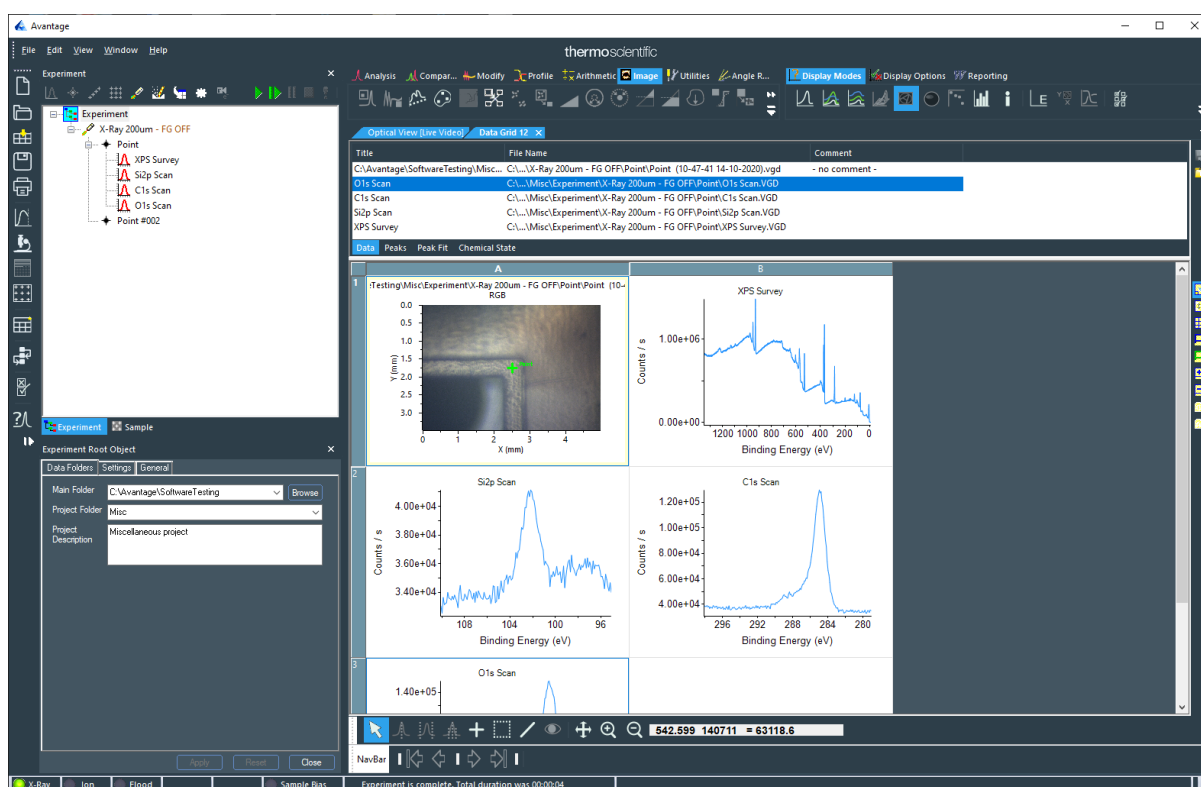 Avantage
File Edit View Window Help
thermoscientific
Experiment
Analysis Compar... Modify Profile Arithmetic Image Utilities Angle R... Display Modes Display Options Reporting
Experiment
X-Ray 200um - FG OFF
Point
XPS Survey
Si2p Scan
C1s Scan
O1s Scan
Point #002
Experiment Sample
Experiment Root Object
Data Folders Settings General
Main Folder C:\Avantage\SoftwareTesting Browse
Project Folder Misc
Project Description Miscellaneous project
Apply Reset Close
Optical View [Live Video] Data Grid 12
Title File Name Comment
C:\Avantage\SoftwareTesting\Misc... C:\...\X-Ray 200um - FG OFF\Point\Point (10-47-41 14-10-2020).vgd - no comment -
O1s Scan C:\...\Misc\Experiment\X-Ray 200um - FG OFF\Point\O1s Scan.VGD
C1s Scan C:\...\Misc\Experiment\X-Ray 200um - FG OFF\Point\C1s Scan.VGD
Si2p Scan C:\...\Misc\Experiment\X-Ray 200um - FG OFF\Point\Si2p Scan.VGD
XPS Survey C:\...\Misc\Experiment\X-Ray 200um - FG OFF\Point\XPS Survey.VGD
Data Peaks Peak Fit Chemical State
A B
1
:Testing\Misc\Experiment\X-Ray 200um - FG OFF\Point\Point (10-
RGB
0.0
0.5
1.0
1.5
2.0
2.5
3.0
Y (mm)
0 1 2 3 4
X (mm)
XPS Survey
1.00e+06
0.00e+00
Counts / s
1200 1000 800 600 400 200 0
Binding Energy (eV)
2
Si2p Scan
4.00e+04
3.80e+04
3.60e+04
3.40e+04
Counts / s
108 104 100 96
Binding Energy (eV)
C1s Scan
1.20e+05
1.00e+05
8.00e+04
6.00e+04
4.00e+04
Counts / s
296 292 288 284 280
Binding Energy (eV)
3
O1s Scan
1.40e+05
542.599 140711 = 63118.6
NavBar
X-Ray Ion Flood Sample Bias Experiment is complete. Total duration was 00:00:04